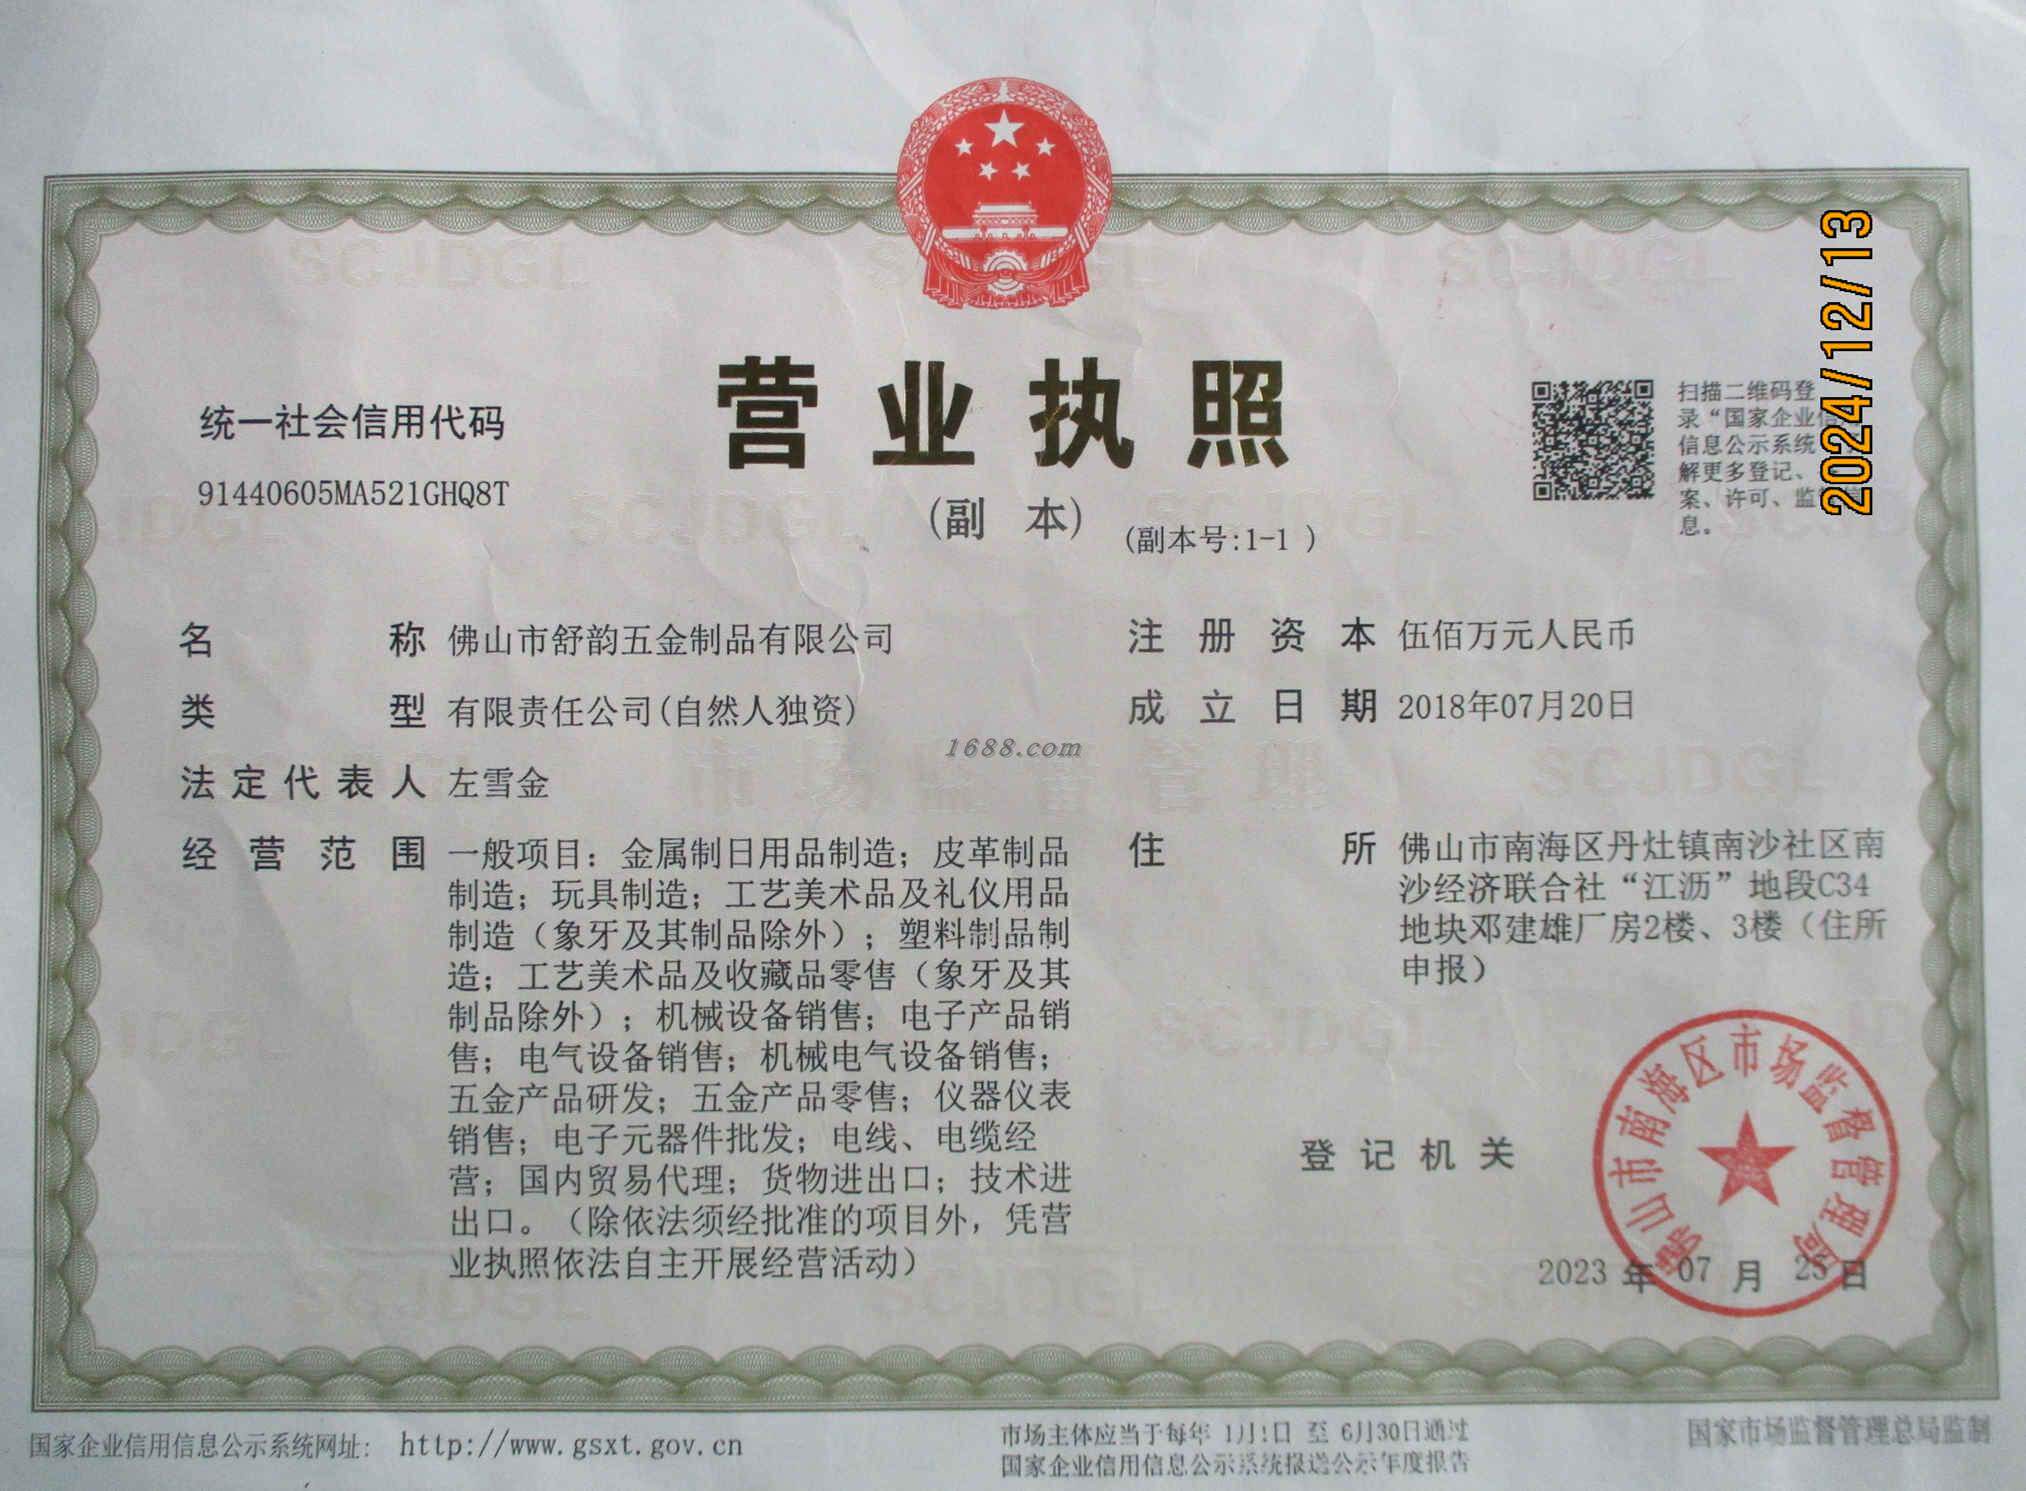 营业执照
(副 本)
(副本号:1-1 )
统一社会信用代码
91440605MA521GHQ8T
扫描二维码登
录“国家企业信用
信息公示系统
解更多登记、
案、许可、监
息。
2024/12/13
名 称 佛山市舒韵五金制品有限公司
类 型 有限责任公司(自然人独资)
法定代表人 左雪金
经营范围 一般项目：金属制日用品制造；皮革制品
制造；玩具制造；工艺美术品及礼仪用品
制造（象牙及其制品除外）；塑料制品制
造；工艺美术品及收藏品零售（象牙及其
制品除外）；机械设备销售；电子产品销
售；电气设备销售；机械电气设备销售；
五金产品研发；五金产品零售；仪器仪表
销售；电子元器件批发；电线、电缆经
营；国内贸易代理；货物进出口；技术进
出口。（除依法须经批准的项目外，凭营
业执照依法自主开展经营活动）
注册资本 伍佰万元人民币
成立日期 2018年07月20日
住 所 佛山市南海区丹灶镇南沙社区南
沙经济联合社“江沥”地段C34
地块邓建雄厂房2楼、3楼（住所
申报）
1688.com
登记机关
佛山市南海区市场监督管理局
2023 年 07 月 25 日
国家企业信用信息公示系统网址: http://www.gsxt.gov.cn
市场主体应当于每年 1月1日 至 6月30日通过
国家企业信用信息公示系统报送公示年度报告
国家市场监督管理总局监制